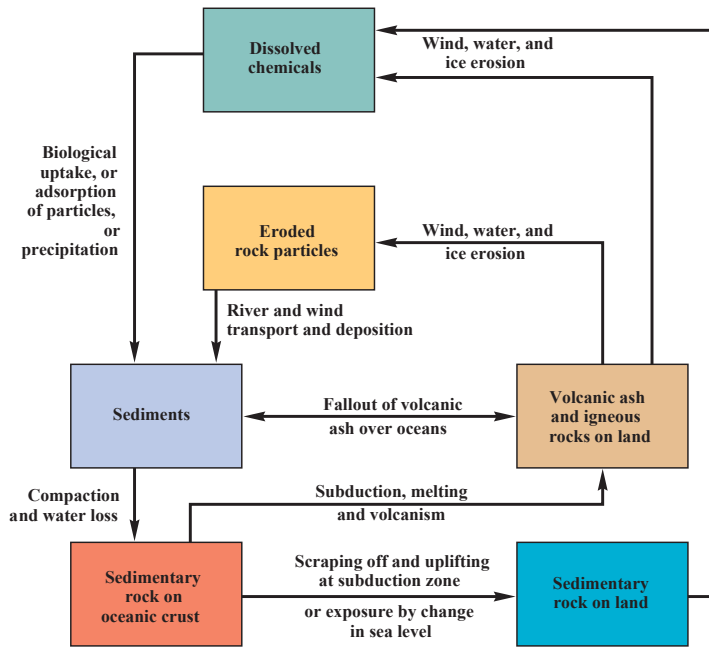 Dissolved
chemicals
Wind, water, and
ice erosion
Biological
uptake, or
adsorption
of particles,
or
precipitation
Eroded
rock particles
Wind, water, and
ice erosion
River and wind
transport and deposition
Sediments
Fallout of volcanic
ash over oceans
Volcanic ash
and igneous
rocks on land
Compaction
and water loss
Subduction, melting
and volcanism
Sedimentary
rock on
oceanic crust
Scraping off and uplifting
at subduction zone
or exposure by change
in sea level
Sedimentary
rock on land